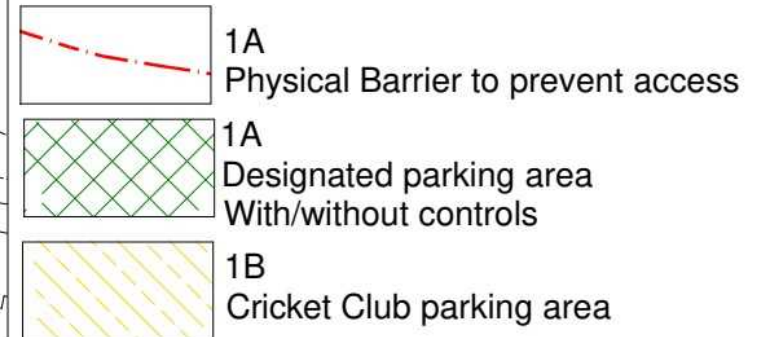 1A
Physical Barrier to prevent access
1A
Designated parking area
With/without controls
1B
Cricket Club parking area